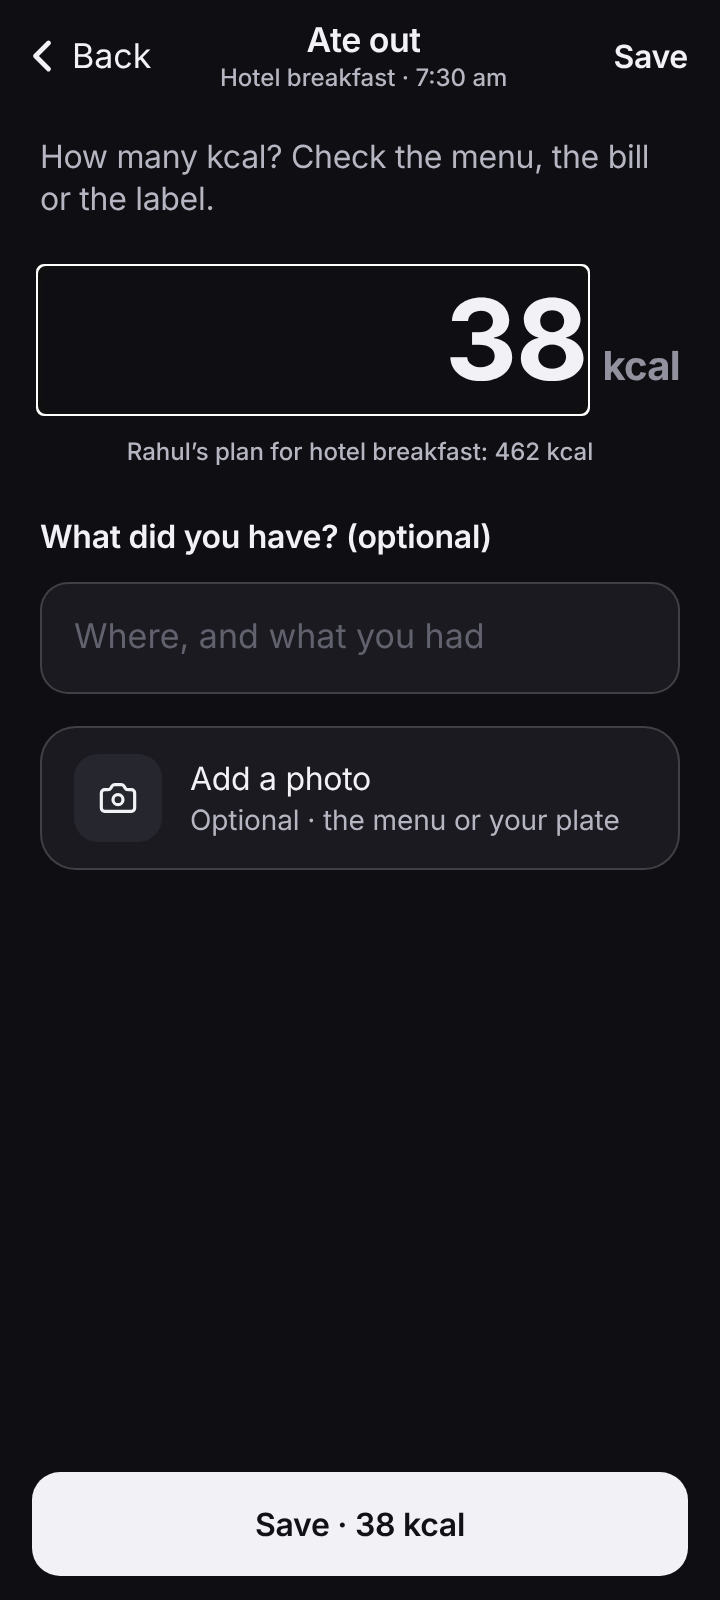 Back
Ate out
Hotel breakfast · 7:30 am
Save
How many kcal? Check the menu, the bill
or the label.
38 kcal
Rahul’s plan for hotel breakfast: 462 kcal
What did you have? (optional)
Where, and what you had
Add a photo
Optional · the menu or your plate
Save · 38 kcal